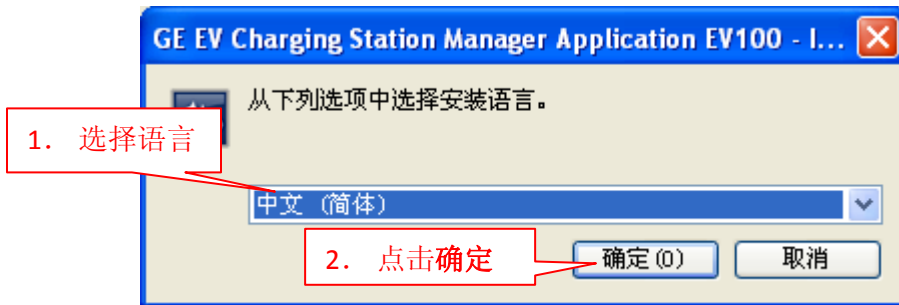 GE EV Charging Station Manager Application EV100 - I...
从下列选项中选择安装语言。
1. 选择语言
中文 (简体)
2. 点击确定
确定(O)
取消